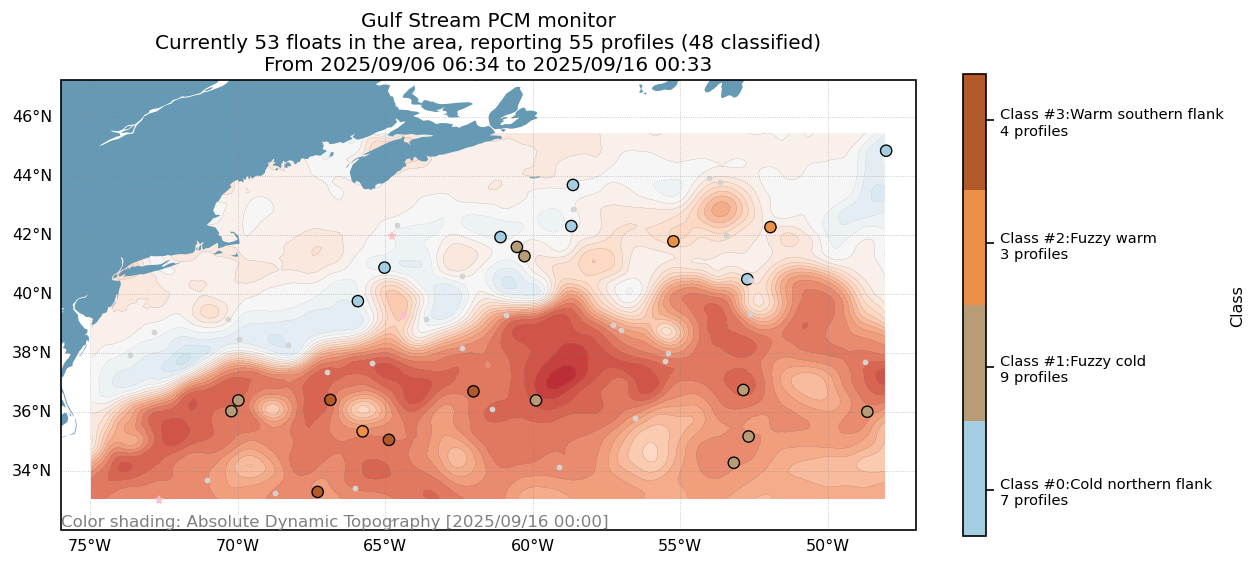 Gulf Stream PCM monitor
Currently 53 floats in the area, reporting 55 profiles (48 classified)
From 2025/09/06 06:34 to 2025/09/16 00:33
46°N
44°N
42°N
40°N
38°N
36°N
34°N
Color shading: Absolute Dynamic Topography [2025/09/16 00:00]
75°W
70°W
65°W
60°W
55°W
50°W
Class #3:Warm southern flank
4 profiles
Class #2:Fuzzy warm
3 profiles
Class #1:Fuzzy cold
9 profiles
Class #0:Cold northern flank
7 profiles
Class